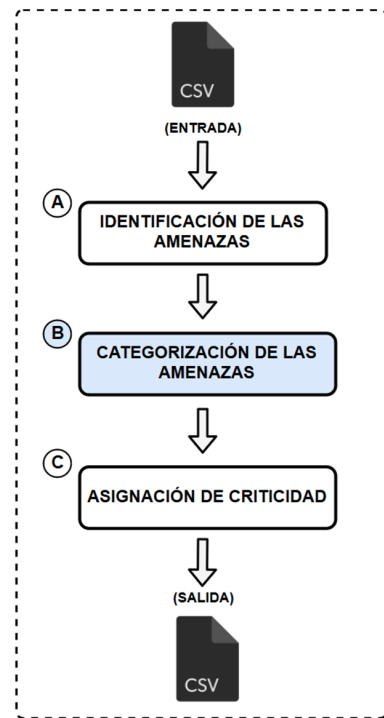 CSV
(ENTRADA)
A
IDENTIFICACIÓN DE LAS
AMENAZAS
B
CATEGORIZACIÓN DE LAS
AMENAZAS
C
ASIGNACIÓN DE CRITICIDAD
(SALIDA)
CSV